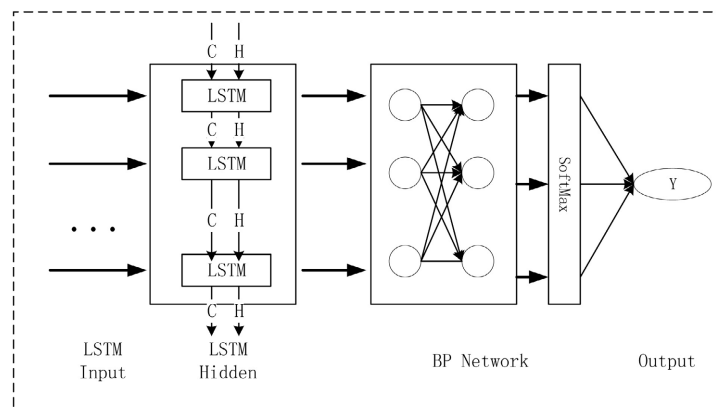 C H
LSTM
C H
LSTM
C H
LSTM
C H
...
SoftMax
Y
LSTM
Input
LSTM
Hidden
BP Network
Output